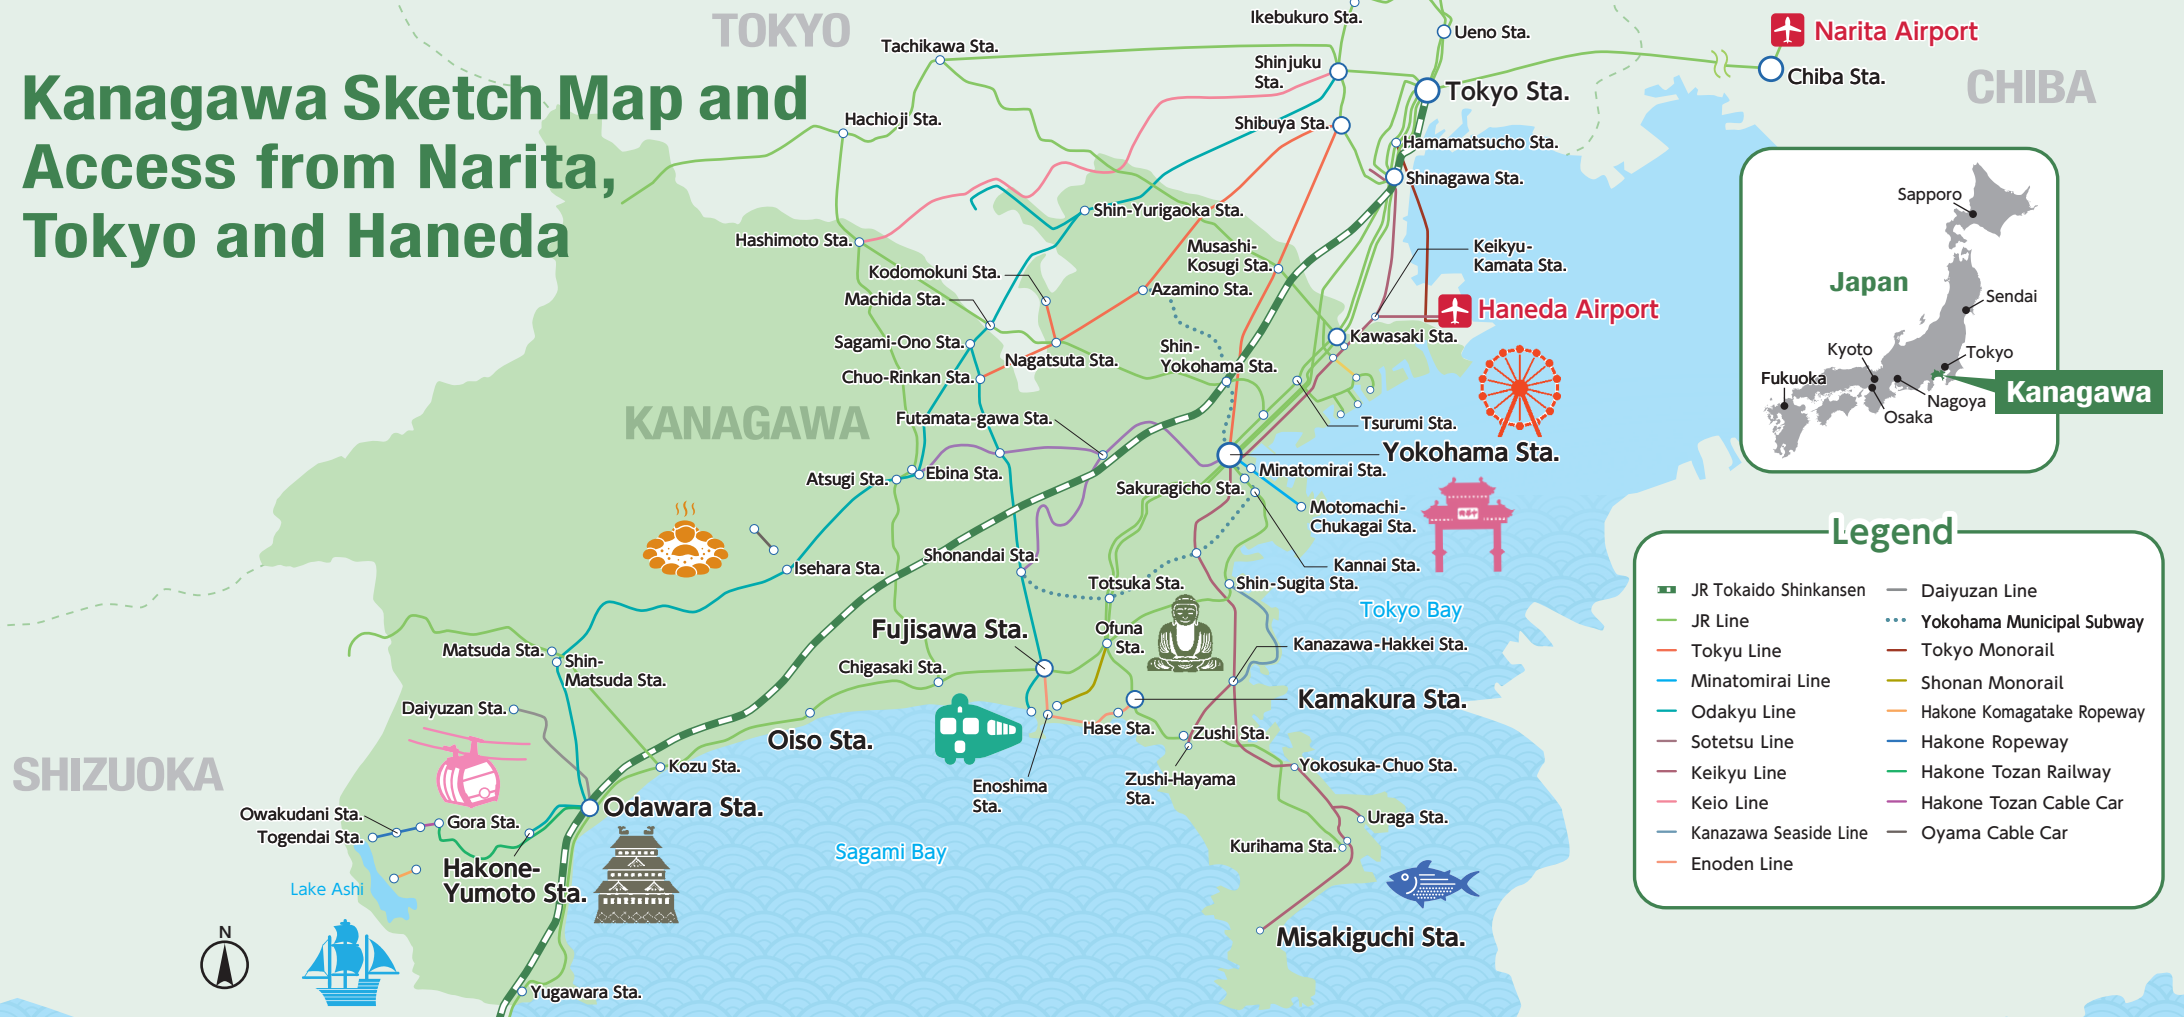 Kanagawa Sketch Map and
Access from Narita,
Tokyo and Haneda
TOKYO
Ikebukuro Sta.
Ueno Sta.
Narita Airport
Chiba Sta.
CHIBA
Tachikawa Sta.
Shinjuku
Sta.
Tokyo Sta.
Hachioji Sta.
Shibuya Sta.
Hamamatsucho Sta.
Shinagawa Sta.
Shin-Yurigaoka Sta.
Hashimoto Sta.
Musashi-
Kosugi Sta.
Keikyu-
Kamata Sta.
Kodomokuni Sta.
Azamino Sta.
Machida Sta.
Haneda Airport
Sagami-Ono Sta.
Nagatsuta Sta.
Shin-
Yokohama Sta.
Kawasaki Sta.
Chuo-Rinkan Sta.
KANAGAWA
Futamata-gawa Sta.
Tsurumi Sta.
Yokohama Sta.
Atsugi Sta.
Ebina Sta.
Minatomirai Sta.
Sakuragicho Sta.
Motomachi-
Chukagai Sta.
Shonandai Sta.
Isehara Sta.
Kannai Sta.
Totsuka Sta.
Shin-Sugita Sta.
Tokyo Bay
Fujisawa Sta.
Ofuna
Sta.
Kanazawa-Hakkei Sta.
Matsuda Sta.
Shin-
Matsuda Sta.
Chigasaki Sta.
Kamakura Sta.
Daiyuzan Sta.
Hase Sta.
Zushi Sta.
Oiso Sta.
SHIZUOKA
Kozu Sta.
Enoshima
Sta.
Zushi-Hayama
Sta.
Yokosuka-Chuo Sta.
Odawara Sta.
Owakudani Sta.
Togendai Sta.
Gora Sta.
Uraga Sta.
Kurihama Sta.
Sagami Bay
Hakone-
Yumoto Sta.
Lake Ashi
Misakiguchi Sta.
N
Yugawara Sta.
Sapporo
Japan
Sendai
Kyoto
Tokyo
Fukuoka
Kanagawa
Nagoya
Osaka
Legend
JR Tokaido Shinkansen
JR Line
Tokyu Line
Minatomirai Line
Odakyu Line
Sotetsu Line
Keikyu Line
Keio Line
Kanazawa Seaside Line
Enoden Line
Daiyuzan Line
Yokohama Municipal Subway
Tokyo Monorail
Shonan Monorail
Hakone Komagatake Ropeway
Hakone Ropeway
Hakone Tozan Railway
Hakone Tozan Cable Car
Oyama Cable Car